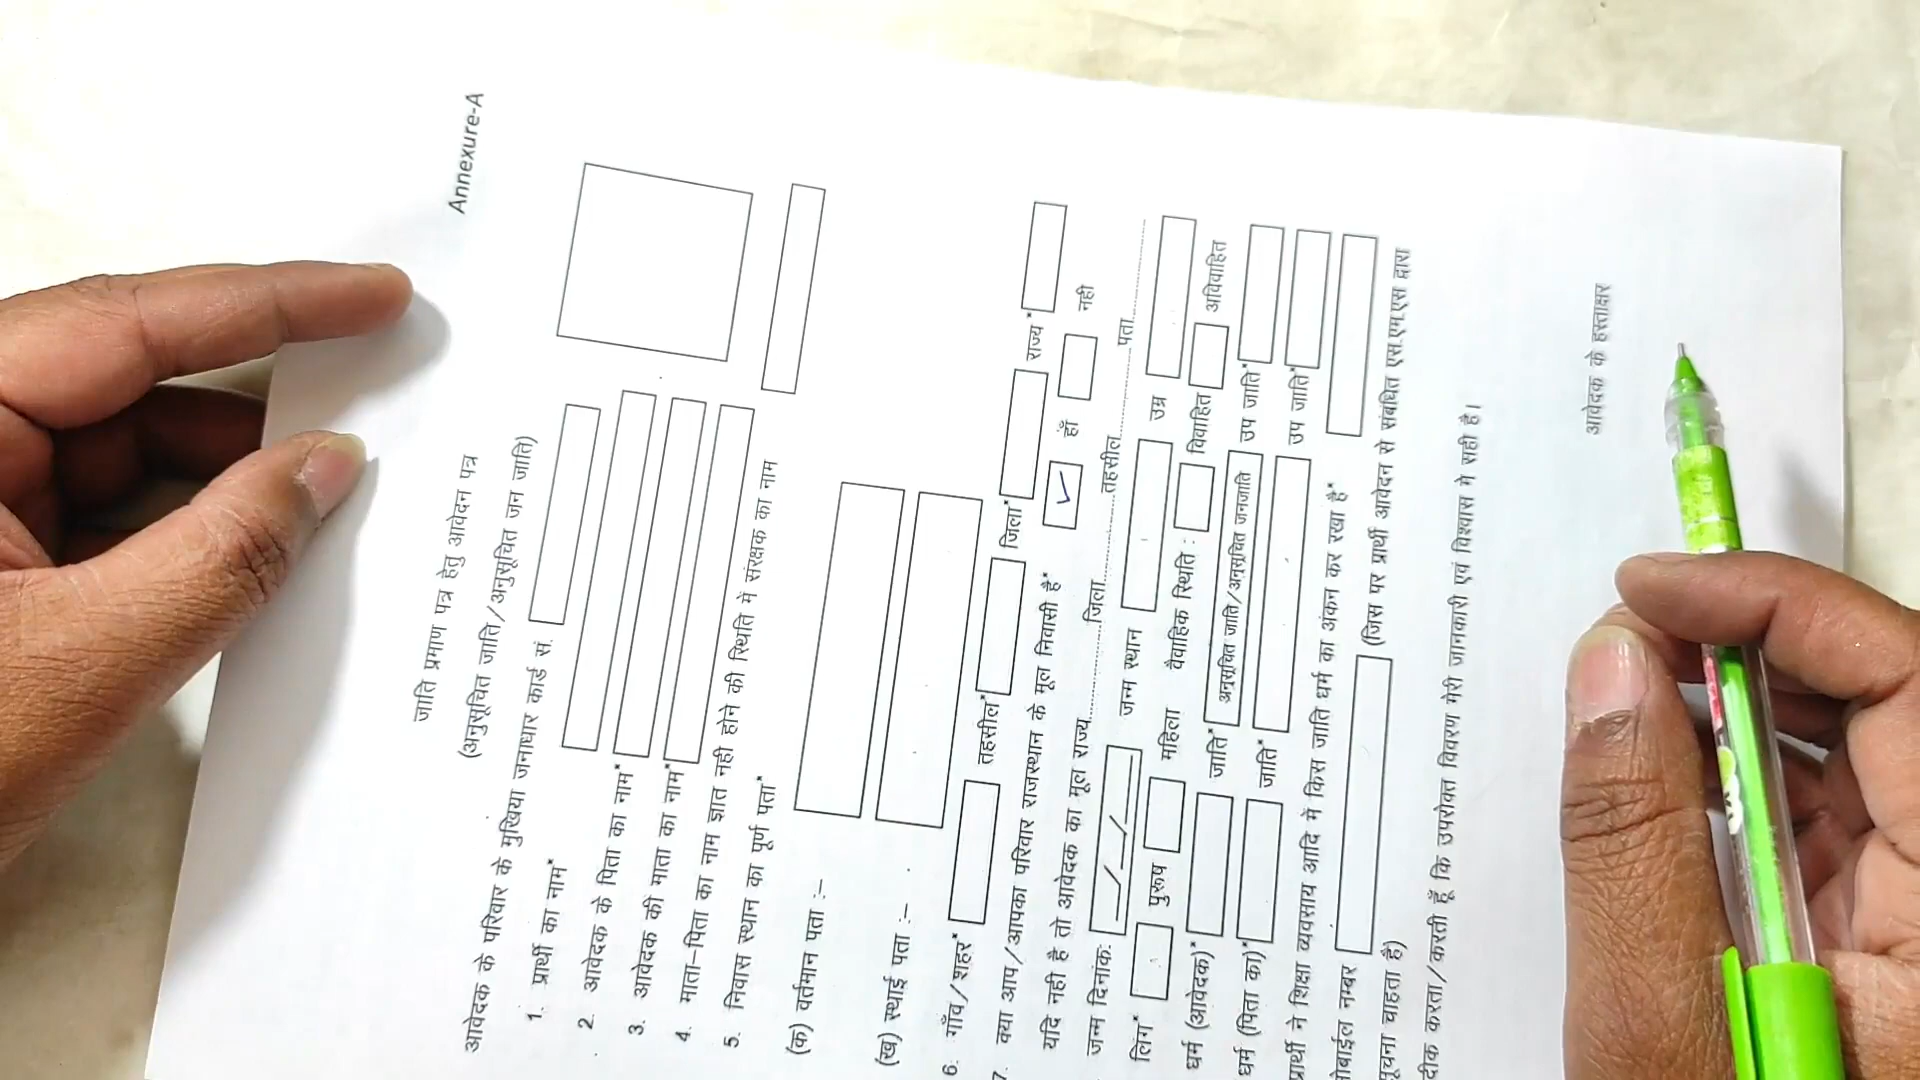 Annexure-A
जाति प्रमाण पत्र हेतु आवेदन पत्र
(अनुसूचित जाति/अनुसूचित जन जाति)
आवेदक के परिवार के मुखिया जनाधार कार्ड सं.
1. प्रार्थी का नाम*
2. आवेदक के पिता का नाम*
3. आवेदक की माता का नाम*
4. माता-पिता का नाम ज्ञात नही होने की स्थिति मे संरक्षक का नाम
5. निवास स्थान का पूर्ण पता*
(क) वर्तमान पता :-
(ख) स्थाई पता :-
6. गाँव/शहर* तहसील* जिला* राज्य*
7. क्या आप/आपका परिवार राजस्थान के मूल निवासी है* ✓ हाँ नही
यदि नही है तो आवेदक का मूल राज्य......जिला......तहसील......पता......
जन्म दिनांक: / / जन्म स्थान उम्र
लिंग* पुरूष महिला वैवाहिक स्थिति : विवाहित अविवाहित
धर्म (आवेदक)* जाति* अनुसूचित जाति/अनुसूचित जनजाति उप जाति*
धर्म (पिता का)* जाति* उप जाति*
प्रार्थी ने शिक्षा व्यवसाय आदि में किस जाति धर्म का अंकन कर रखा है*
मोबाईल नम्बर (जिस पर प्रार्थी आवेदन से संबंधित एस.एम.एस द्वारा
सूचना चाहता है)
करता/करती हूँ कि उपरोक्त विवरण मेरी जानकारी एवं विश्वास मे सही है।
आवेदक के हस्ताक्षर